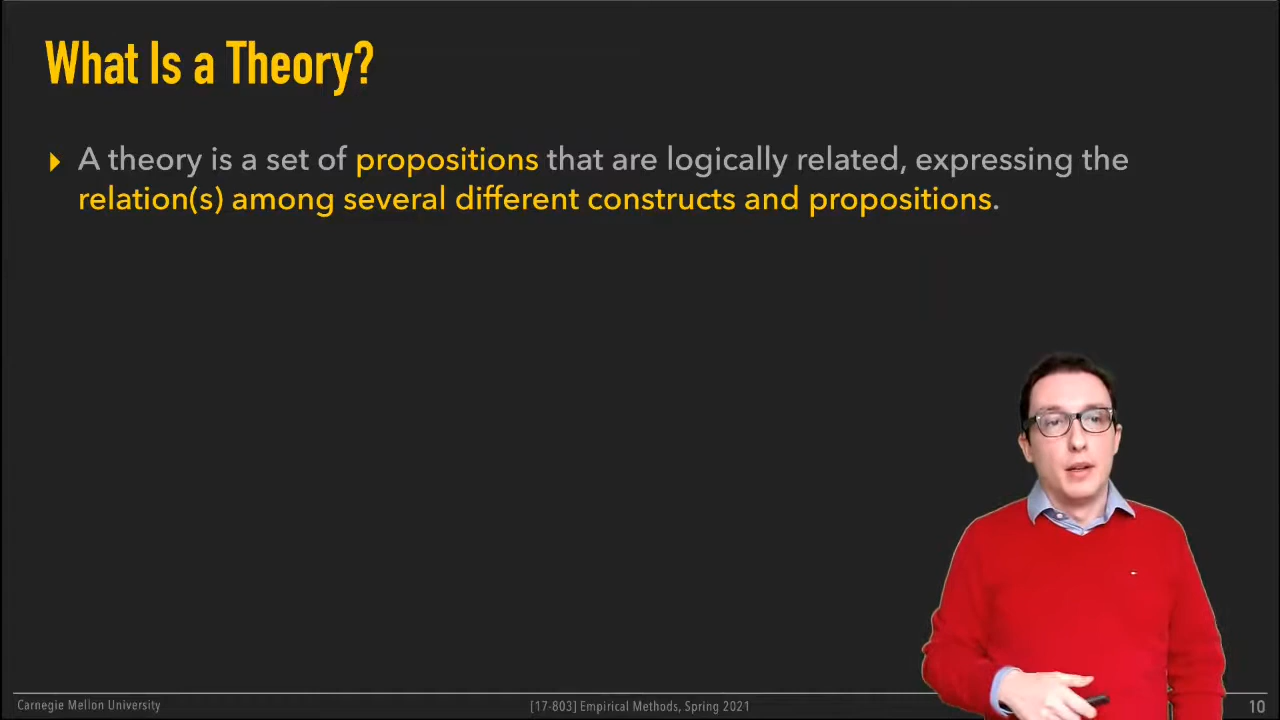 What Is a Theory?
A theory is a set of propositions that are logically related, expressing the
relation(s) among several different constructs and propositions.
Carnegie Mellon University
[17-803] Empirical Methods, Spring 2021
10